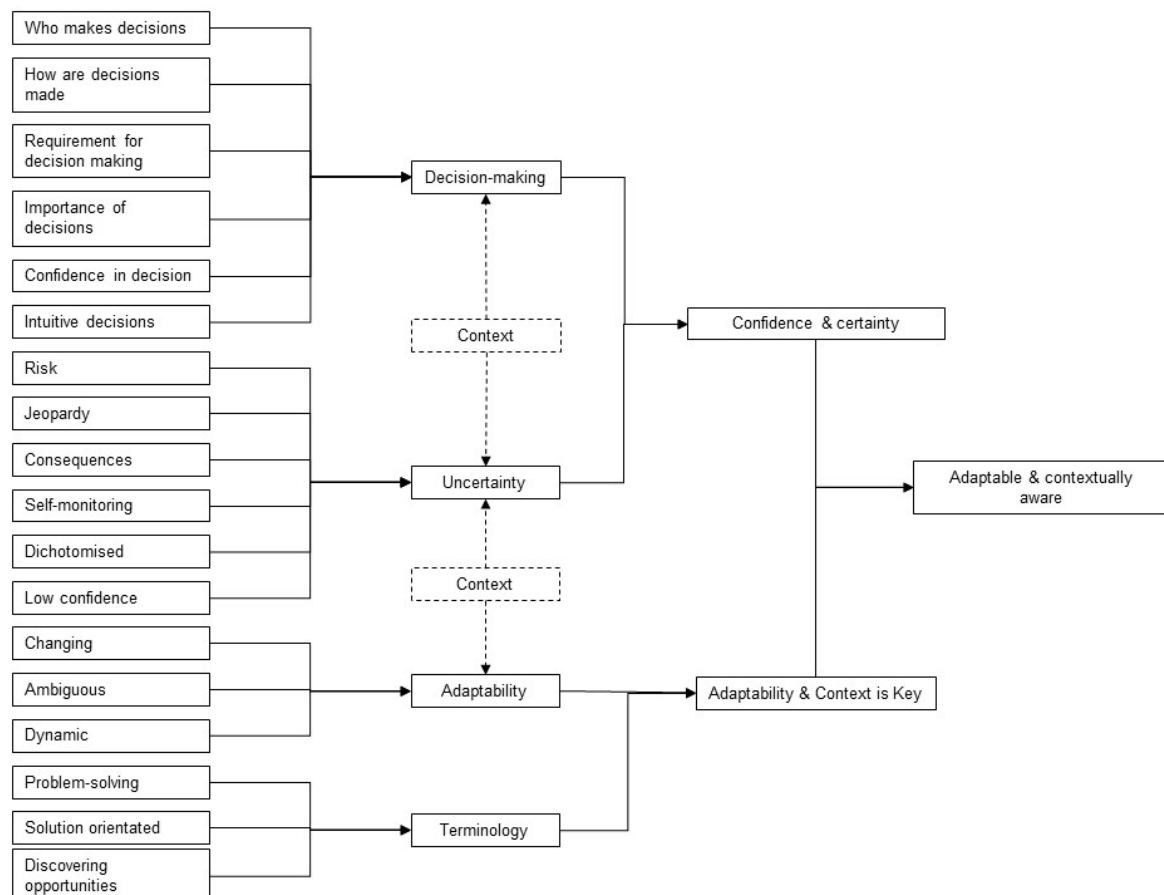 Who makes decisions
How are decisions
made
Requirement for
decision making
Importance of
decisions
Confidence in decision
Intuitive decisions
Risk
Jeopardy
Consequences
Self-monitoring
Dichotomised
Low confidence
Changing
Ambiguous
Dynamic
Problem-solving
Solution orientated
Discovering
opportunities
Decision-making
Context
Uncertainty
Context
Adaptability
Terminology
Confidence & certainty
Adaptability & Context is Key
Adaptable & contextually
aware